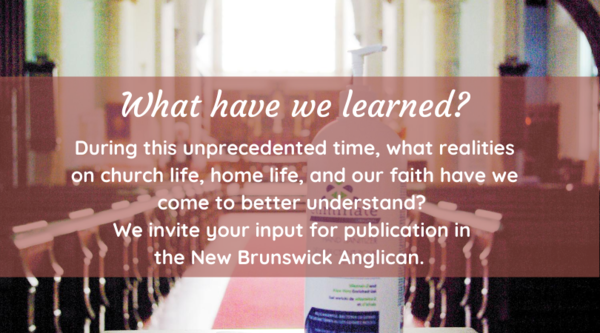 What have we learned?
During this unprecedented time, what realities
on church life, home life, and our faith have we
come to better understand?
We invite your input for publication in
the New Brunswick Anglican.